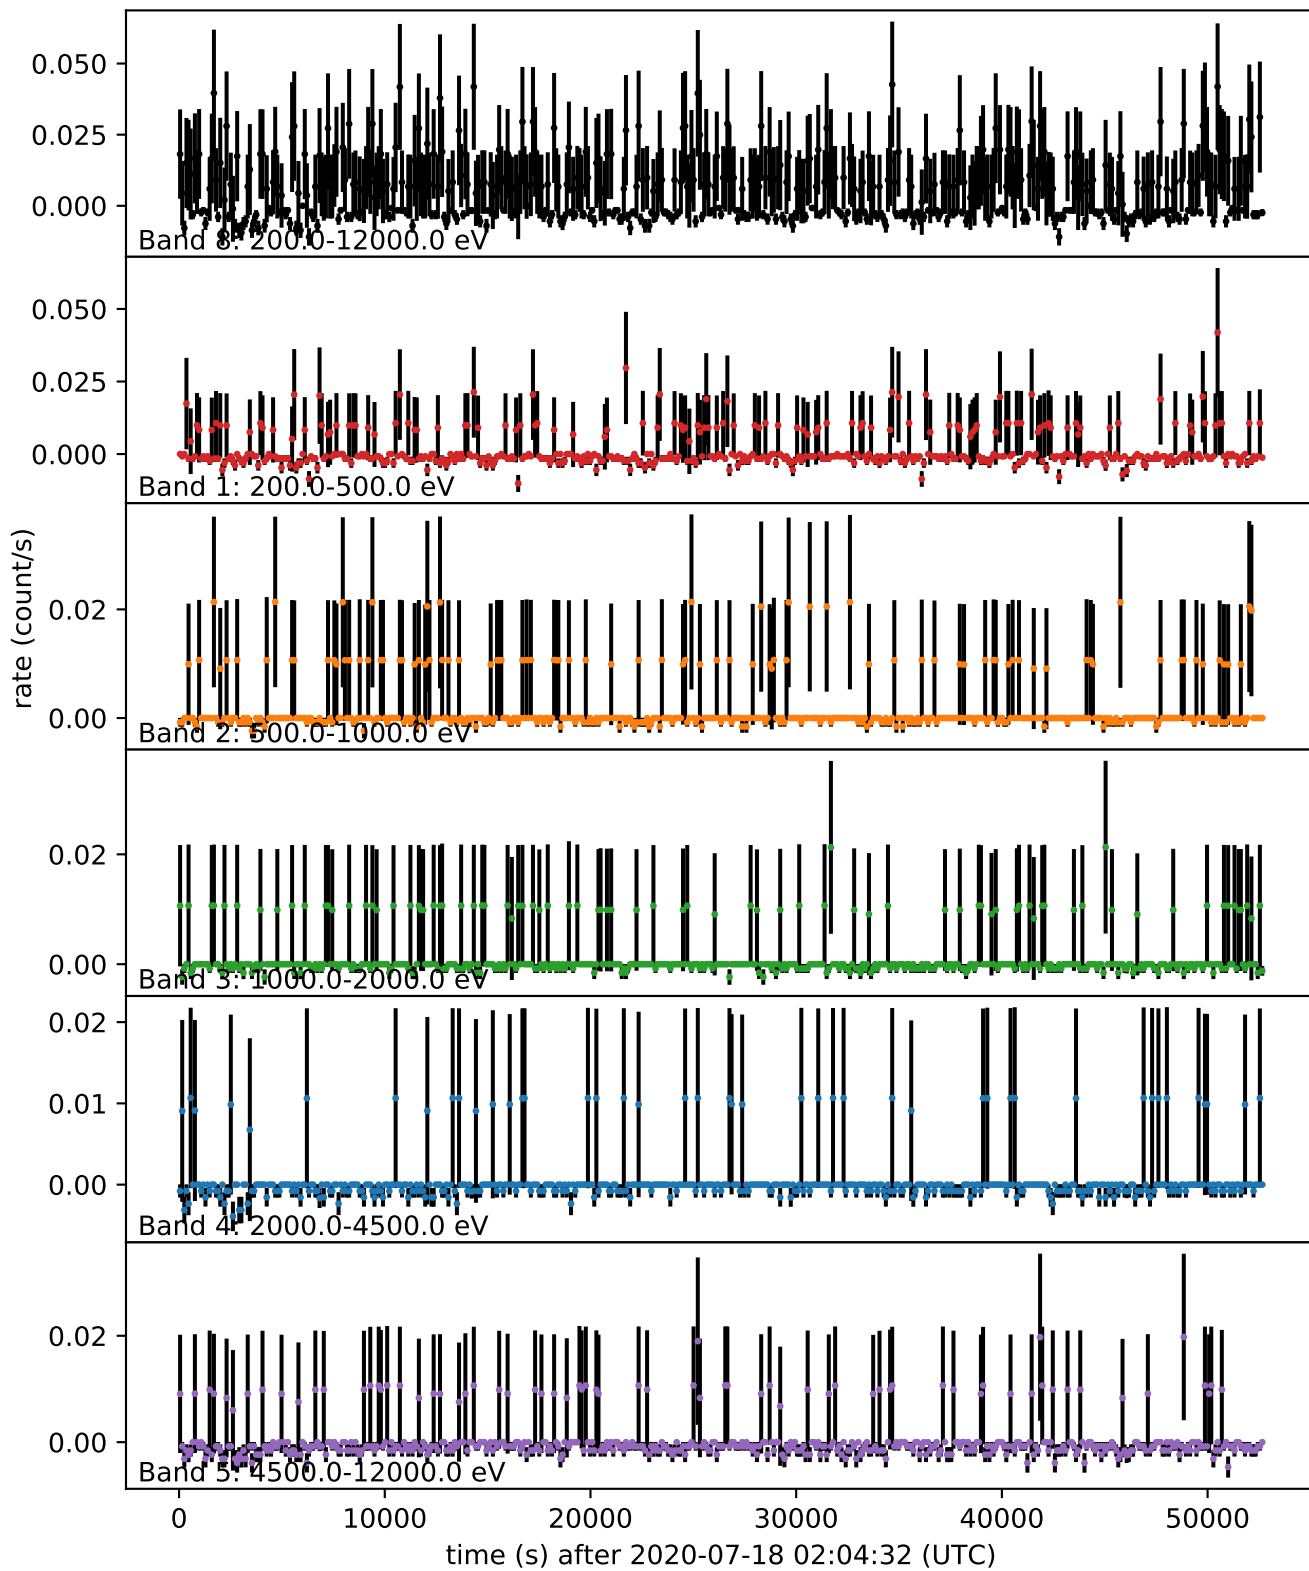 0.050
0.025
0.000
Band 8: 200.0-12000.0 eV
0.050
0.025
0.000
Band 1: 200.0-500.0 eV
rate (count/s)
0.02
0.00
Band 2: 500.0-1000.0 eV
0.02
0.00
Band 3: 1000.0-2000.0 eV
0.02
0.01
0.00
Band 4: 2000.0-4500.0 eV
0.02
0.00
Band 5: 4500.0-12000.0 eV
0 10000 20000 30000 40000 50000
time (s) after 2020-07-18 02:04:32 (UTC)